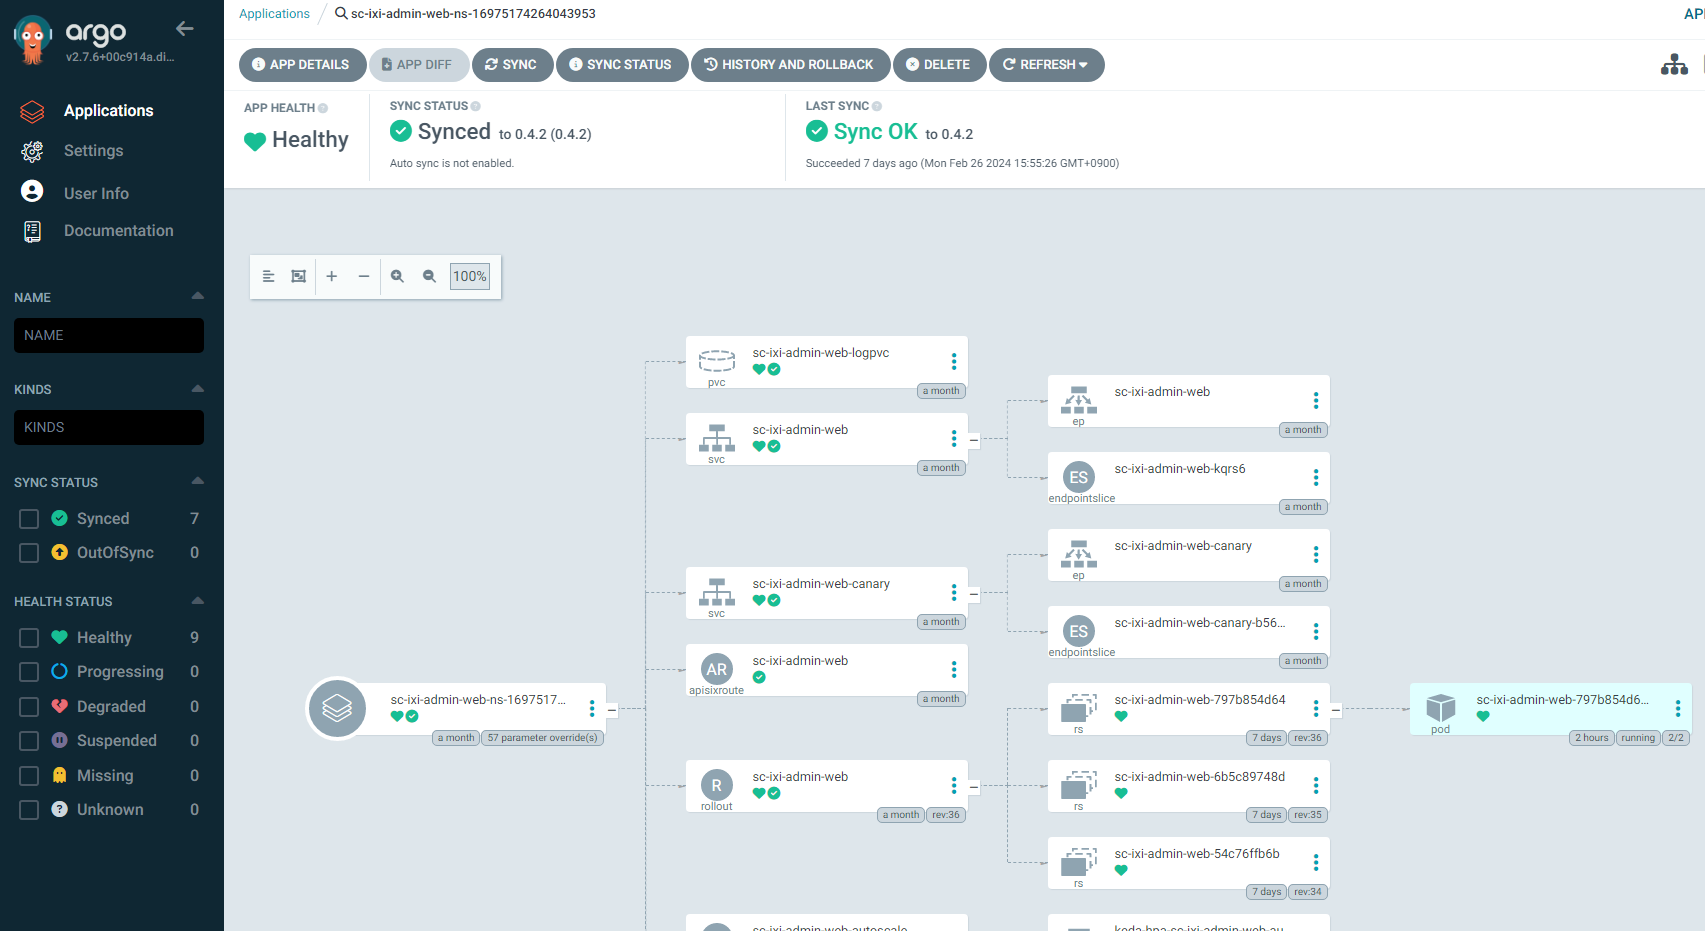 argo
v2.7.6+00c914a.di...
Applications
Settings
User Info
Documentation
NAME
NAME
KINDS
KINDS
SYNC STATUS
Synced 7
OutOfSync 0
HEALTH STATUS
Healthy 9
Progressing 0
Degraded 0
Suspended 0
Missing 0
Unknown 0
Applications / sc-ixi-admin-web-ns-16975174264043953
APP DETAILS
APP DIFF
SYNC
SYNC STATUS
HISTORY AND ROLLBACK
DELETE
REFRESH
APP HEALTH
Healthy
SYNC STATUS
Synced to 0.4.2 (0.4.2)
Auto sync is not enabled.
LAST SYNC
Sync OK to 0.4.2
Succeeded 7 days ago (Mon Feb 26 2024 15:55:26 GMT+0900)
100%
sc-ixi-admin-web-ns-1697517...
a month 57 parameter override(s)
sc-ixi-admin-web-logpvc
pvc
a month
sc-ixi-admin-web
svc
a month
sc-ixi-admin-web-canary
svc
a month
AR
sc-ixi-admin-web
apisixroute
a month
R
sc-ixi-admin-web
rollout
a month rev:36
sc-ixi-admin-web-autoscale
sc-ixi-admin-web
ep
a month
ES
sc-ixi-admin-web-kqrs6
endpointslice
a month
sc-ixi-admin-web-canary
ep
a month
ES
sc-ixi-admin-web-canary-b56...
endpointslice
a month
sc-ixi-admin-web-797b854d64
rs
7 days rev:36
sc-ixi-admin-web-6b5c89748d
rs
7 days rev:35
sc-ixi-admin-web-54c76ffb6b
rs
7 days rev:34
keda-hpa-sc-ixi-admin-web-au...
sc-ixi-admin-web-797b854d6...
pod
2 hours running 2/2